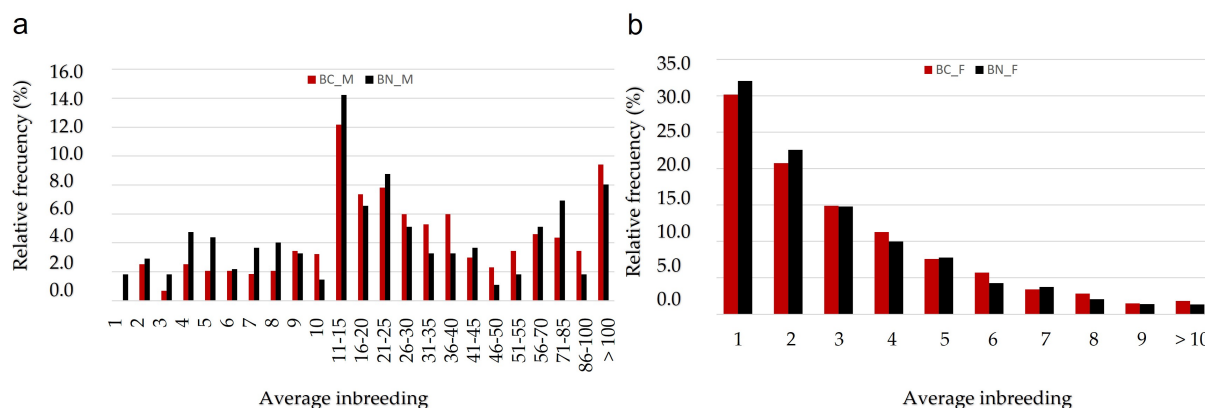 a
Relative frecuency (%)
16.0
14.0
12.0
10.0
8.0
6.0
4.0
2.0
0.0
BC_M BN_M
1 2 3 4 5 6 7 8 9 10 11-15 16-20 21-25 26-30 31-35 36-40 41-45 46-50 51-55 56-70 71-85 86-100 > 100
Average inbreeding
b
Relative frecuency (%)
35.0
30.0
25.0
20.0
15.0
10.0
5.0
0.0
BC_F BN_F
1 2 3 4 5 6 7 8 9 > 10
Average inbreeding